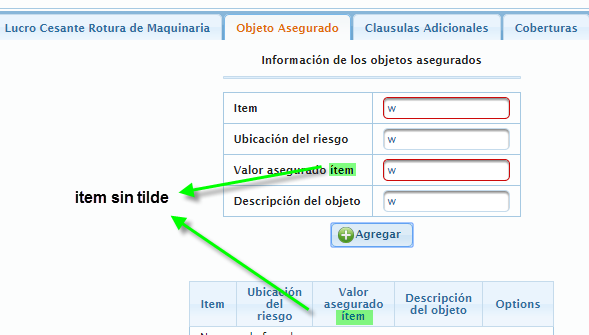 Lucro Cesante Rotura de Maquinaria Objeto Asegurado Clausulas Adicionales Coberturas
Información de los objetos asegurados
Item w
Ubicación del riesgo w
Valor asegurado ítem w
item sin tilde
Descripción del objeto w
Agregar
Item Ubicación del riesgo Valor asegurado ítem Descripción del objeto Options